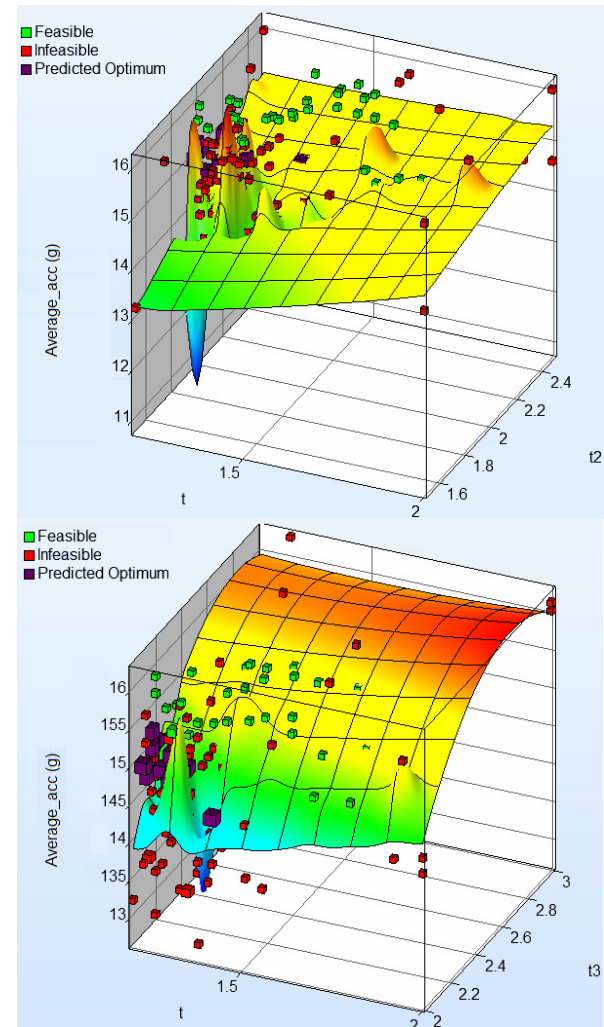 Feasible
Infeasible
Predicted Optimum
16
15
14
13
12
11
Average_acc (g)
1.5
2
t
1.6
1.8
2
2.2
2.4
t2
Feasible
Infeasible
Predicted Optimum
16
155
15
145
14
135
13
Average_acc (g)
1.5
2
t
2
2.2
2.4
2.6
2.8
3
t3